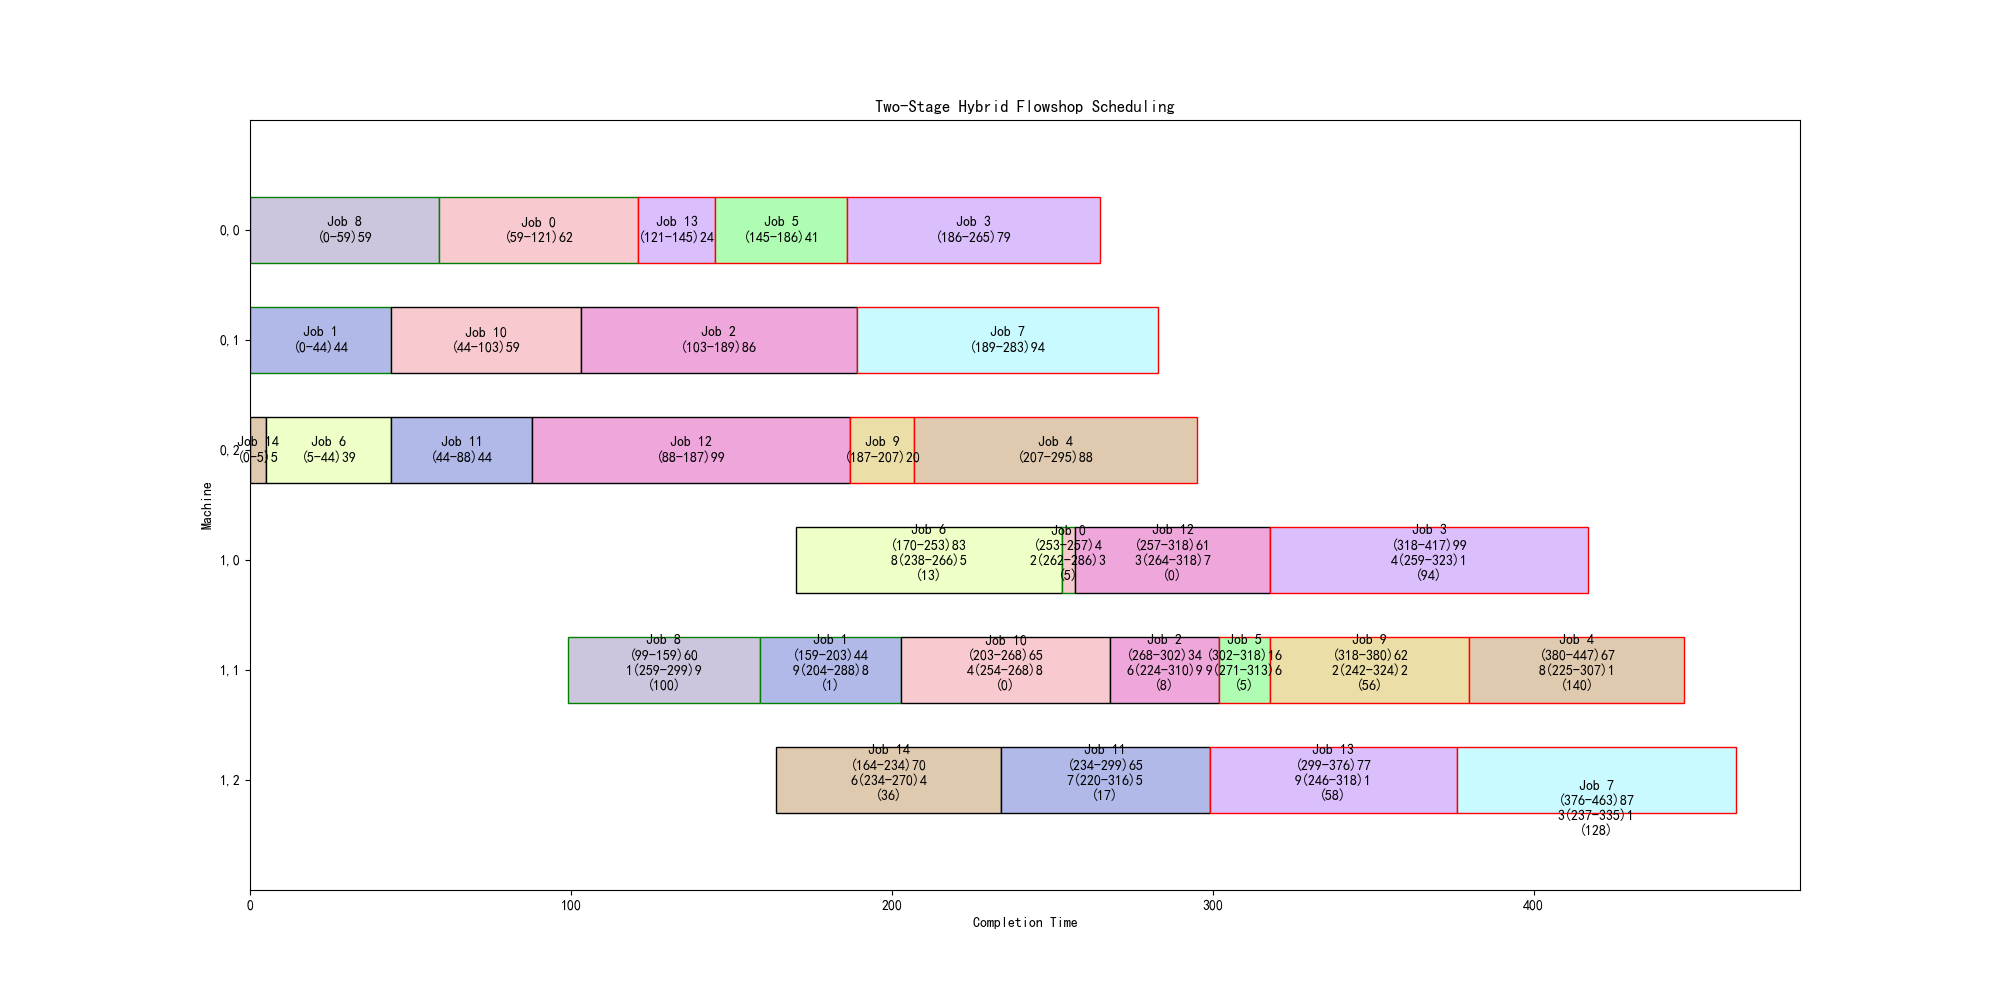 Two-Stage Hybrid Flowshop Scheduling
0,0
Job 8
(0-59)59
Job 0
(59-121)62
Job 13
(121-145)24
Job 5
(145-186)41
Job 3
(186-265)79
0,1
Job 1
(0-44)44
Job 10
(44-103)59
Job 2
(103-189)86
Job 7
(189-283)94
0,2
Job 14
(0-5)5
Job 6
(5-44)39
Job 11
(44-88)44
Job 12
(88-187)99
Job 9
(187-207)20
Job 4
(207-295)88
Machine
1,0
Job 6
(170-253)83
8(238-266)5
(13)
Job 0
(253-257)4
2(262-286)3
(5)
Job 12
(257-318)61
3(264-318)7
(0)
Job 3
(318-417)99
4(259-323)1
(94)
1,1
Job 8
(99-159)60
1(259-299)9
(100)
Job 1
(159-203)44
9(204-288)8
(1)
Job 10
(203-268)65
4(254-268)8
(0)
Job 2
(268-302)34
6(224-310)9
(8)
Job 5
(302-318)16
9(271-313)6
(5)
Job 9
(318-380)62
2(242-324)2
(56)
Job 4
(380-447)67
8(225-307)1
(140)
1,2
Job 14
(164-234)70
6(234-270)4
(36)
Job 11
(234-299)65
7(220-316)5
(17)
Job 13
(299-376)77
9(246-318)1
(58)
Job 7
(376-463)87
3(237-335)1
(128)
0
100
200
300
400
Completion Time